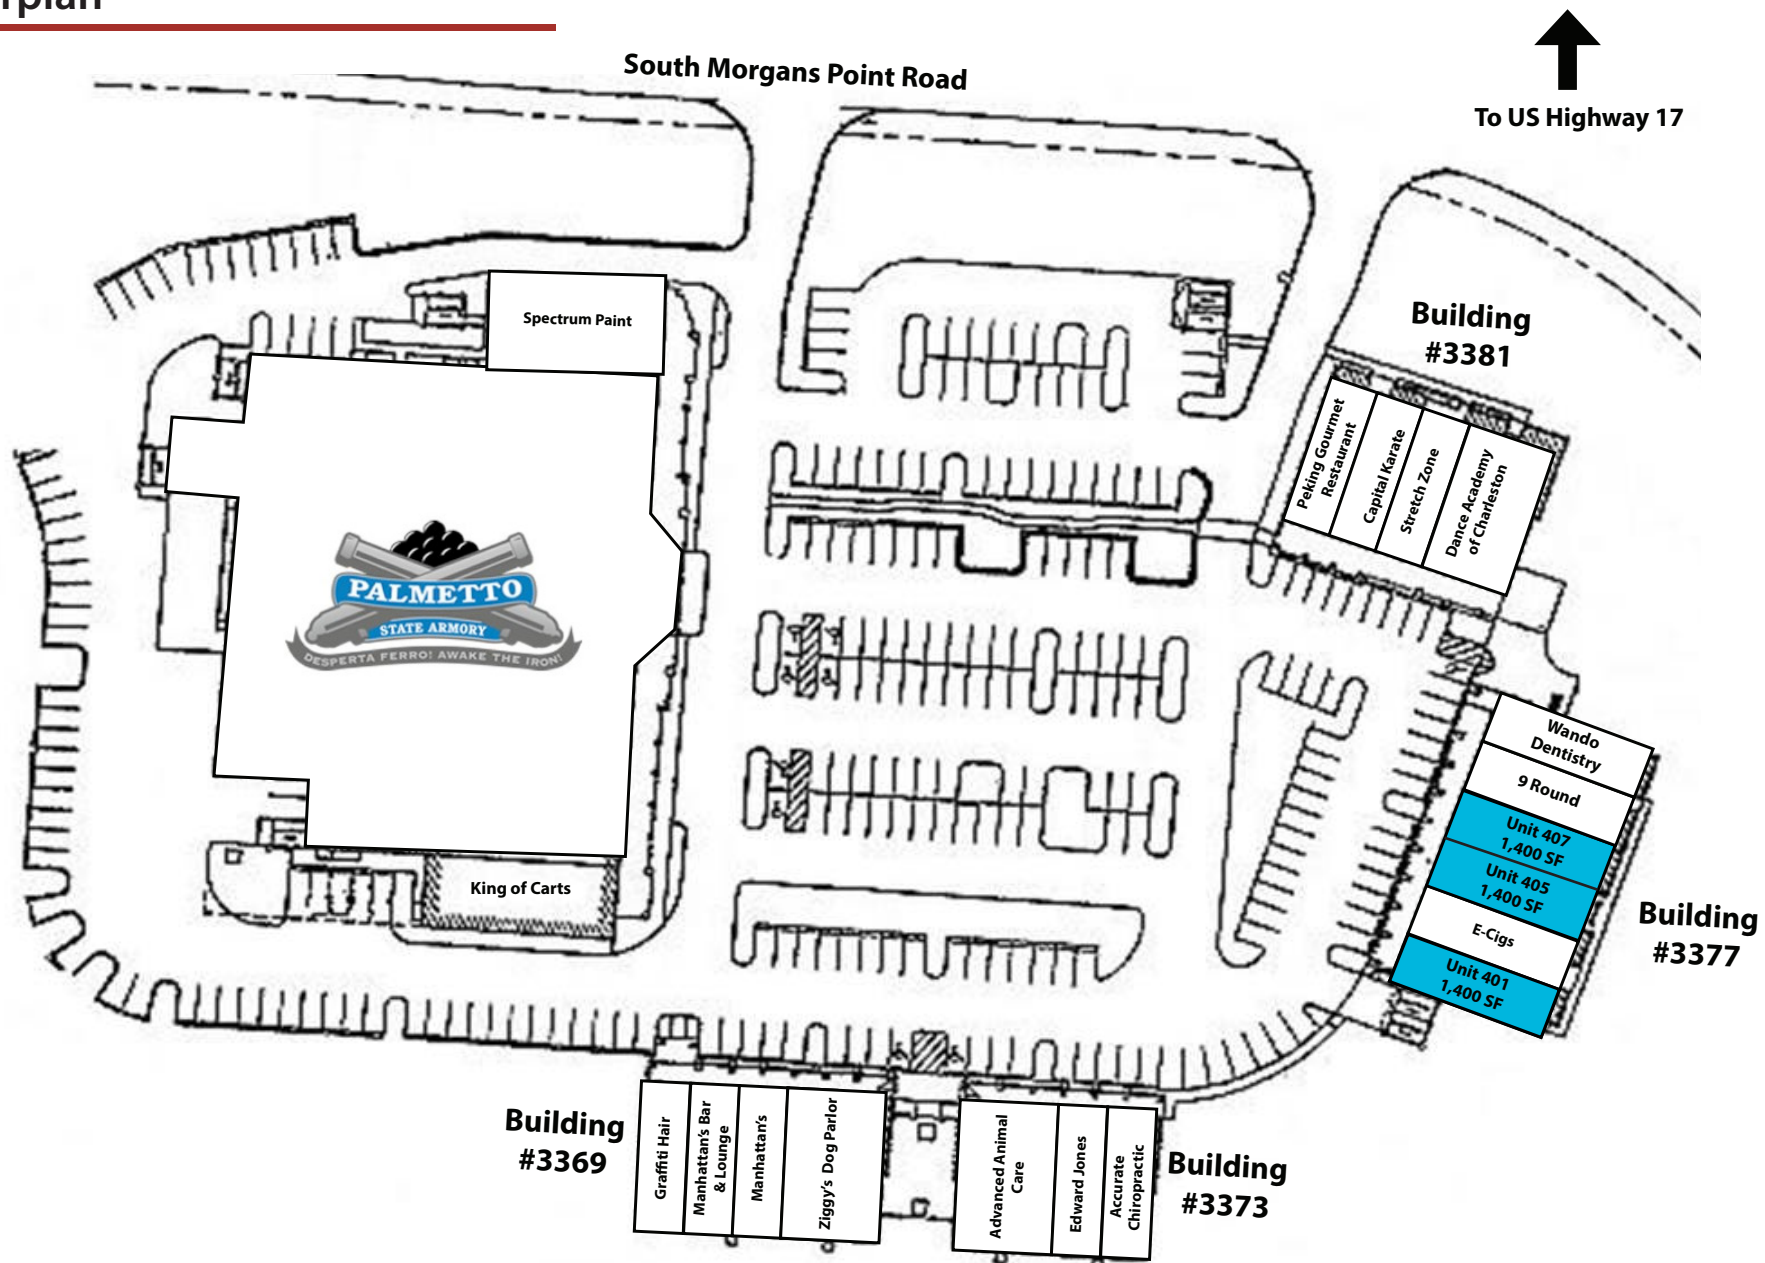 South Morgans Point Road
To US Highway 17
Spectrum Paint
Building
#3381
Peking Gourmet
Restaurant
Capital Karate
Stretch Zone
Dance Academy
of Charleston
PALMETTO
STATE ARMORY
DESPERTA FERRO! AWAKE THE IRON!
Wando
Dentistry
9 Round
Unit 407
1,400 SF
Unit 405
1,400 SF
E-Cigs
Unit 401
1,400 SF
Building
#3377
King of Carts
Building
#3369
Graffiti Hair
Manhattan's Bar
& Lounge
Manhattan's
Ziggy's Dog Parlor
Advanced Animal
Care
Edward Jones
Accurate
Chiropractic
Building
#3373